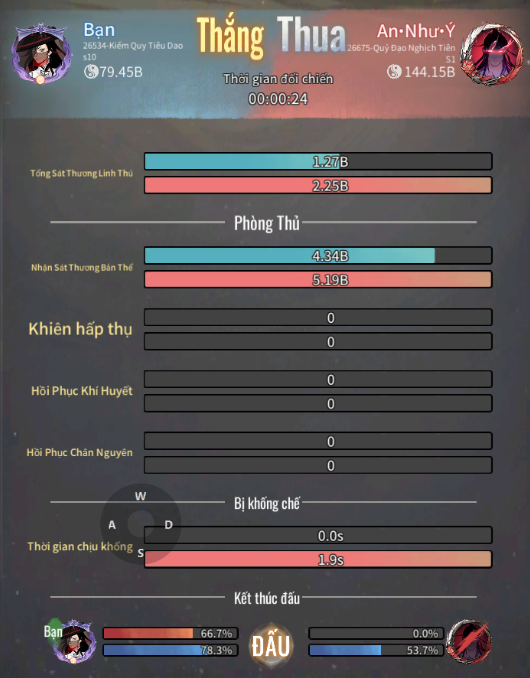 Bạn
Thắng
Thua
An•Như•Ý
26534-Kiếm Quy Tiêu Dao
s10
26675-Quỷ Đạo Nghịch Tiên
S1
79.45B
144.15B
Thời gian đối chiến
00:00:24
Tổng Sát Thương Linh Thú
1.27B
2.25B
Phòng Thủ
Nhận Sát Thương Bản Thể
4.34B
5.19B
Khiên hấp thụ
0
0
Hồi Phục Khí Huyết
0
0
Hồi Phục Chân Nguyên
0
0
Bị khống chế
W
A
D
S
Thời gian chịu khống
0.0s
1.9s
Kết thúc đấu
Bạn
66.7%
78.3%
ĐẤU
0.0%
53.7%